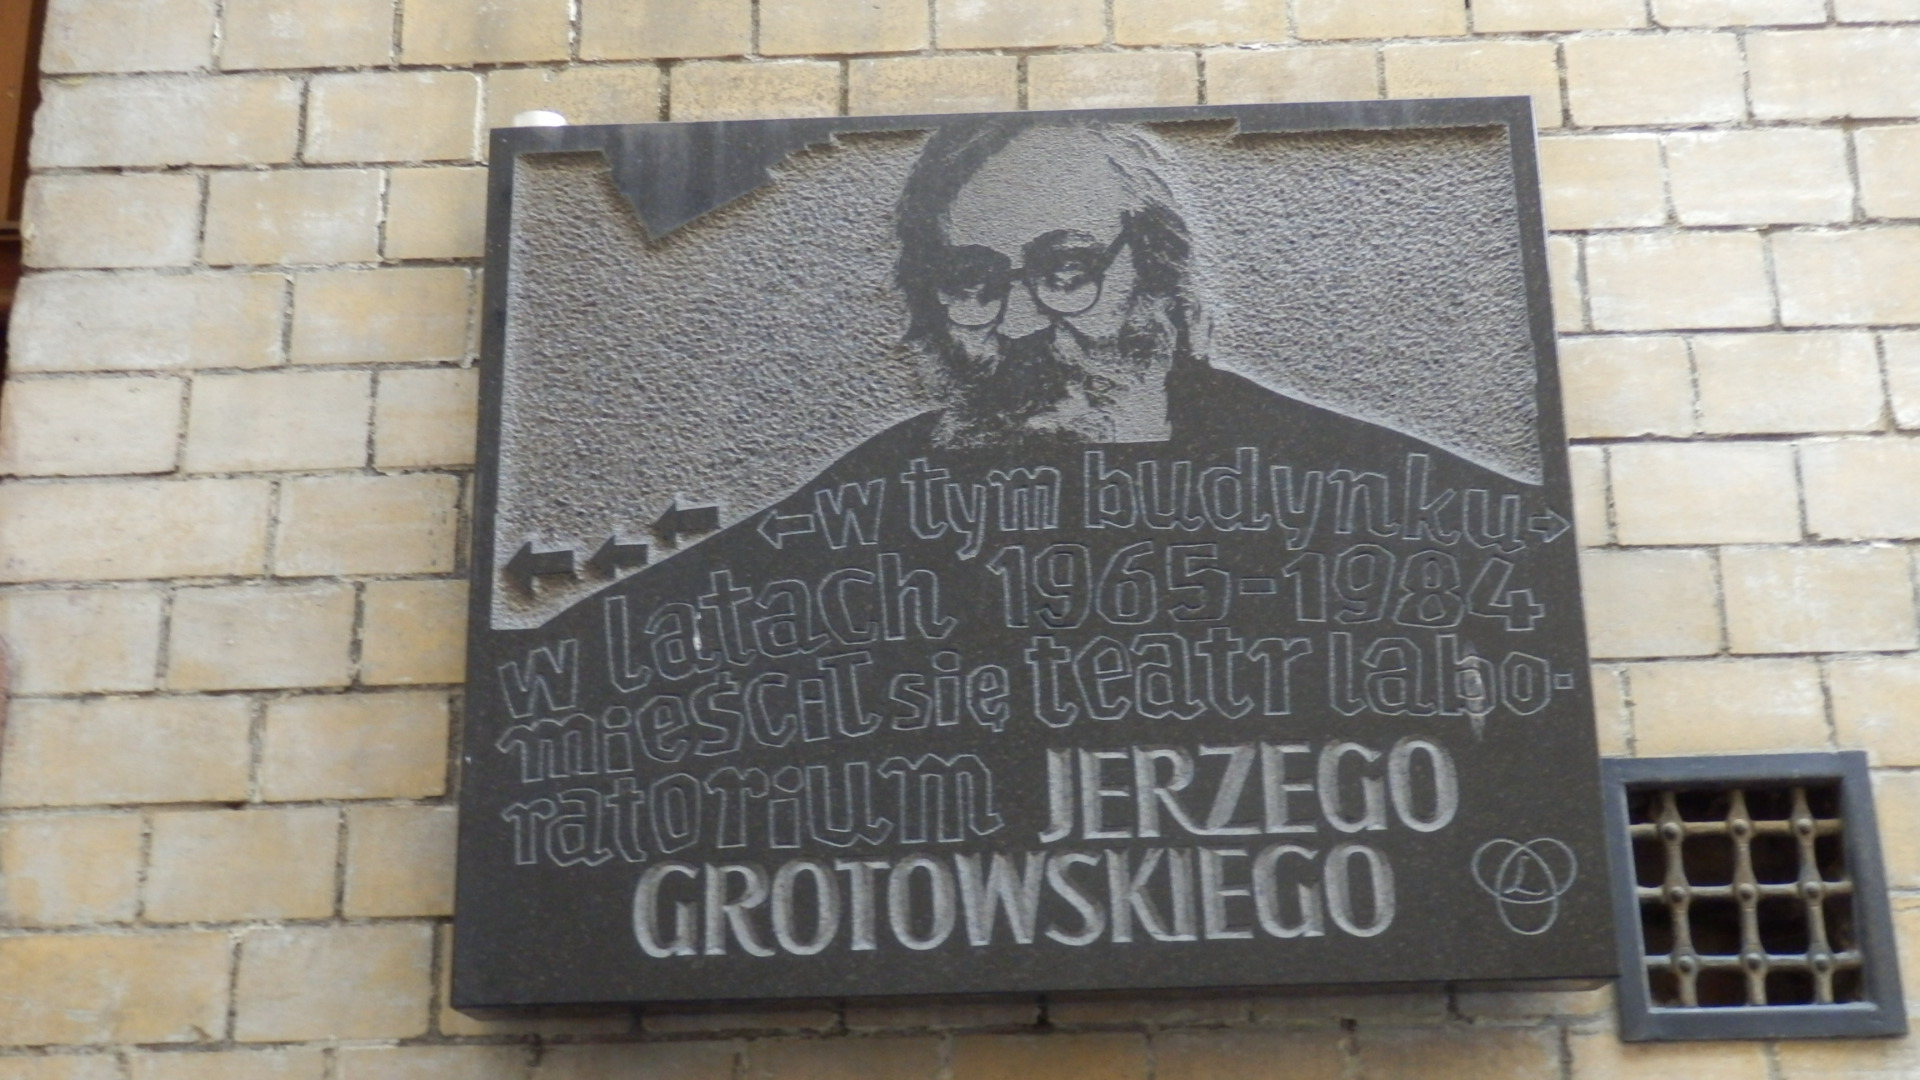 ←w tym budynku→
w latach 1965-1984
mieścił się teatr labo-
ratorium JERZEGO
GROTOWSKIEGO
L